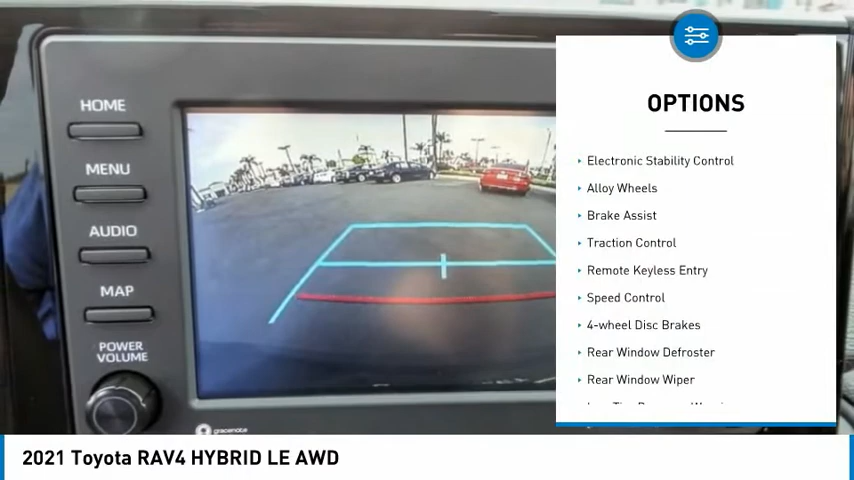 HOME
MENU
AUDIO
MAP
POWER
VOLUME
gracenote
OPTIONS
Electronic Stability Control
Alloy Wheels
Brake Assist
Traction Control
Remote Keyless Entry
Speed Control
4-wheel Disc Brakes
Rear Window Defroster
Rear Window Wiper
2021 Toyota RAV4 HYBRID LE AWD